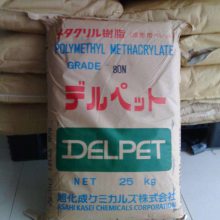 メタクリル樹脂
POLYMETHYL METHACRYLATE
GRADE 80N
デルペット
DELPET
NET 25 kg
旭化成ケミカルズ株式会社
ASAHI KASEI CHEMICALS CORPORATION